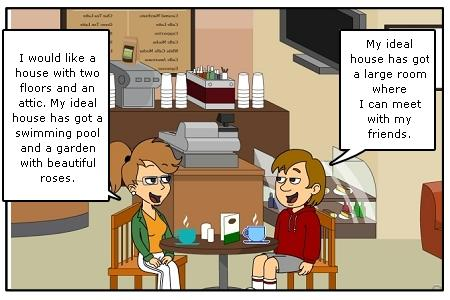 I would like a
house with two
floors and an
attic. My ideal
house has got a
swimming pool
and a garden
with beautiful
roses.
My ideal
house has got
a large room
where
I can meet
with my
friends.